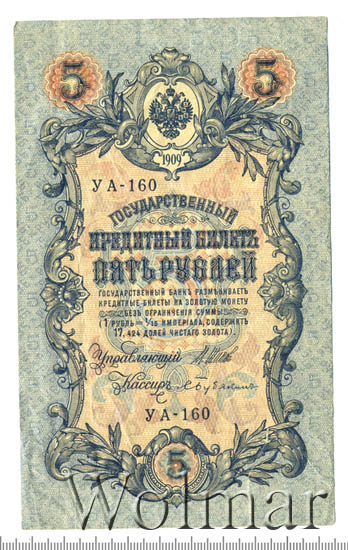 5 5
1909
УА-160
ГОСУДАРСТВЕННЫЙ
КРЕДИТНЫЙ БИЛЕТЪ
ПЯТЬ РУБЛЕЙ
ГОСУДАРСТВЕННЫЙ БАНКЪ РАЗМѢНИВАЕТЪ
КРЕДИТНЫЕ БИЛЕТЫ НА ЗОЛОТУЮ МОНЕТУ
БЕЗЪ ОГРАНИЧЕНІЯ СУММЫ
(1 РУБЛЬ = 1/15 ИМПЕРІАЛА, СОДЕРЖИТЪ
17,424 ДОЛЕЙ ЧИСТАГО ЗОЛОТА).
Управляющій
Кассиръ
УА-160
5
Wolmar